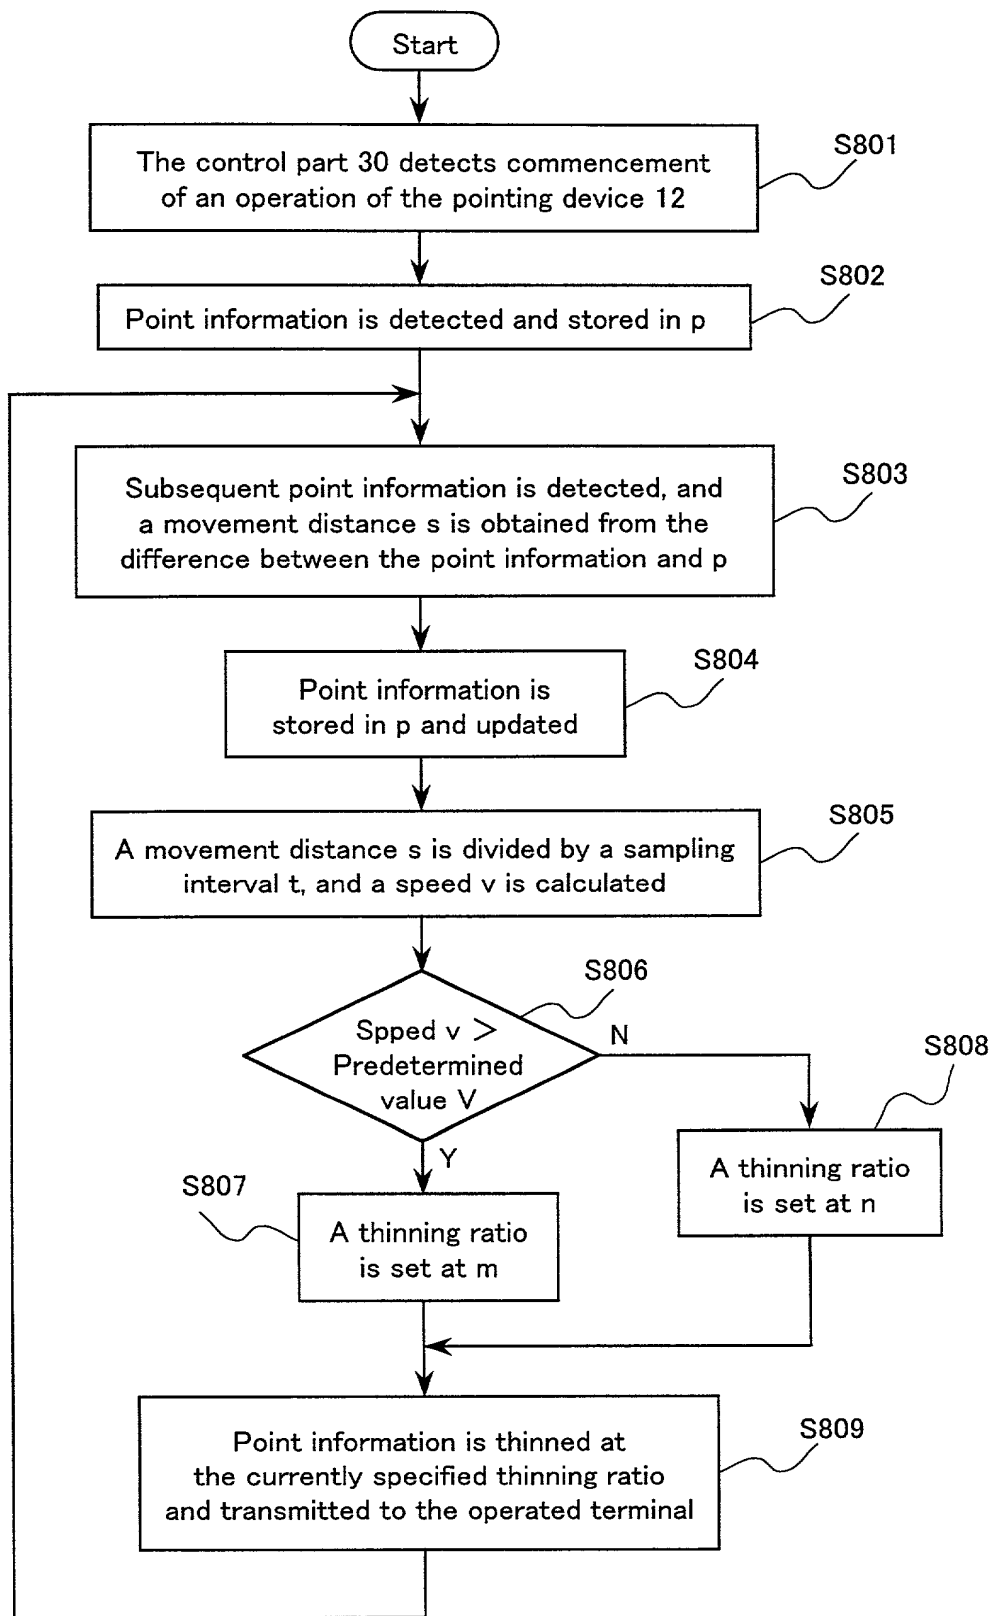 Start
S801
The control part 30 detects commencement
of an operation of the pointing device 12
S802
Point information is detected and stored in p
S803
Subsequent point information is detected, and
a movement distance s is obtained from the
difference between the point information and p
S804
Point information is
stored in p and updated
S805
A movement distance s is divided by a sampling
interval t, and a speed v is calculated
S806
Spped v >
Predetermined
value V
N
Y
S808
A thinning ratio
is set at n
S807
A thinning ratio
is set at m
S809
Point information is thinned at
the currently specified thinning ratio
and transmitted to the operated terminal